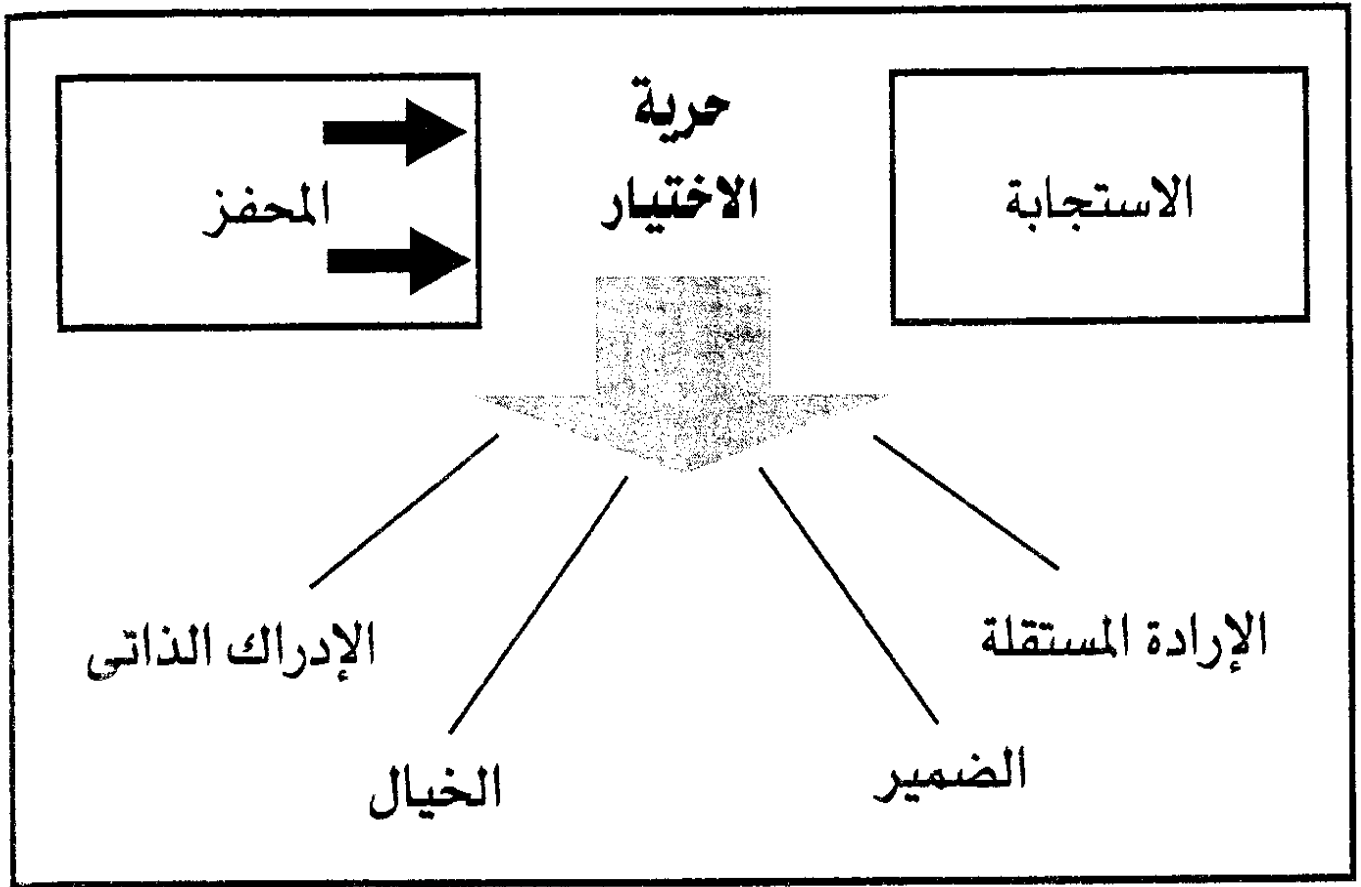 المحفز
حرية
الاختيار
الاستجابة
الإدراك الذاتى
الخيال
الضمير
الإرادة المستقلة